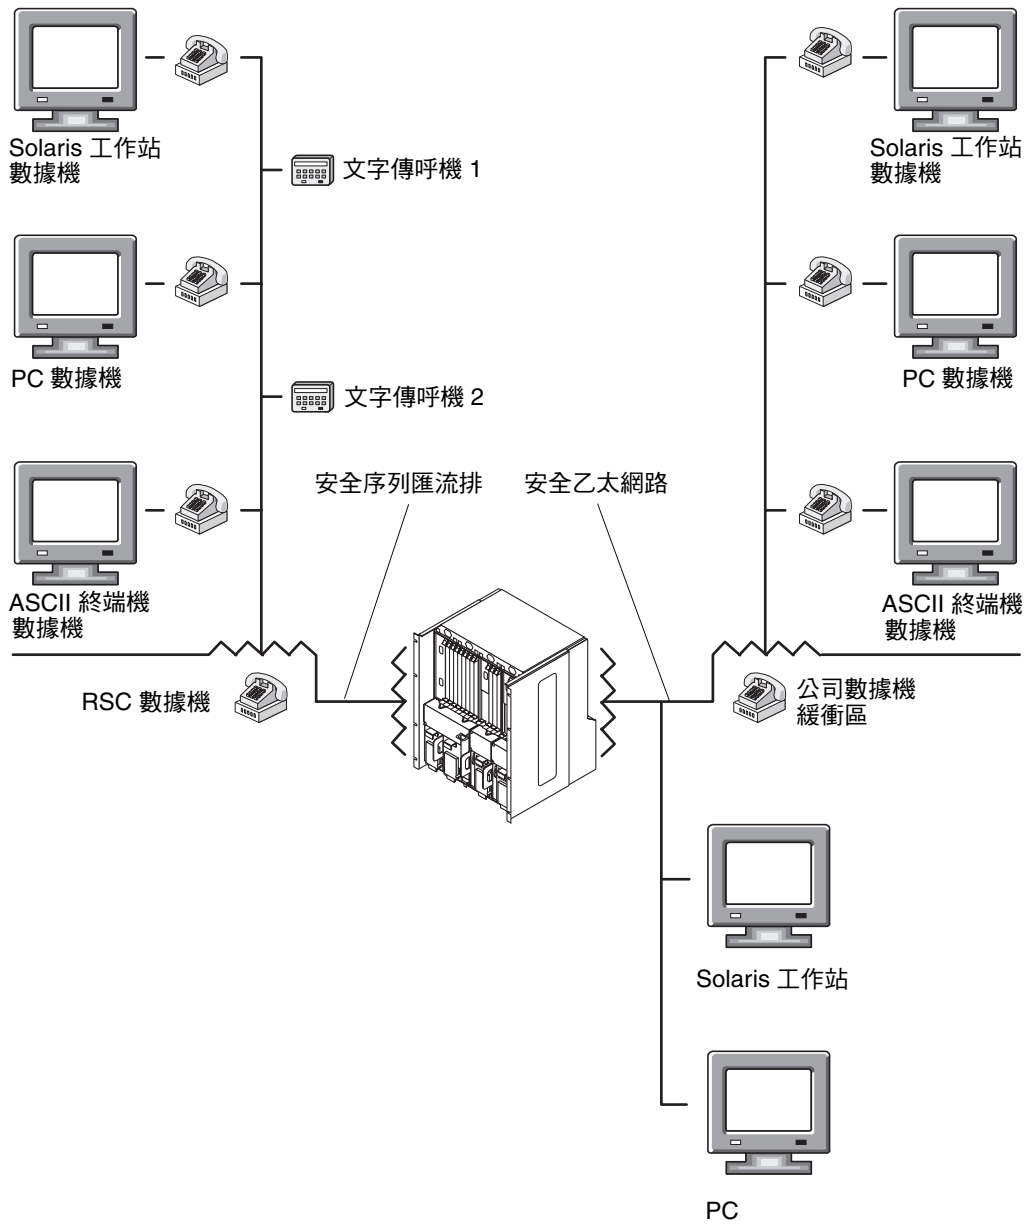 Solaris 工作站
數據機
Solaris 工作站
數據機
文字傳呼機 1
PC 數據機
PC 數據機
文字傳呼機 2
安全序列匯流排
安全乙太網路
ASCII 終端機
數據機
ASCII 終端機
數據機
RSC 數據機
公司數據機
緩衝區
Solaris 工作站
PC